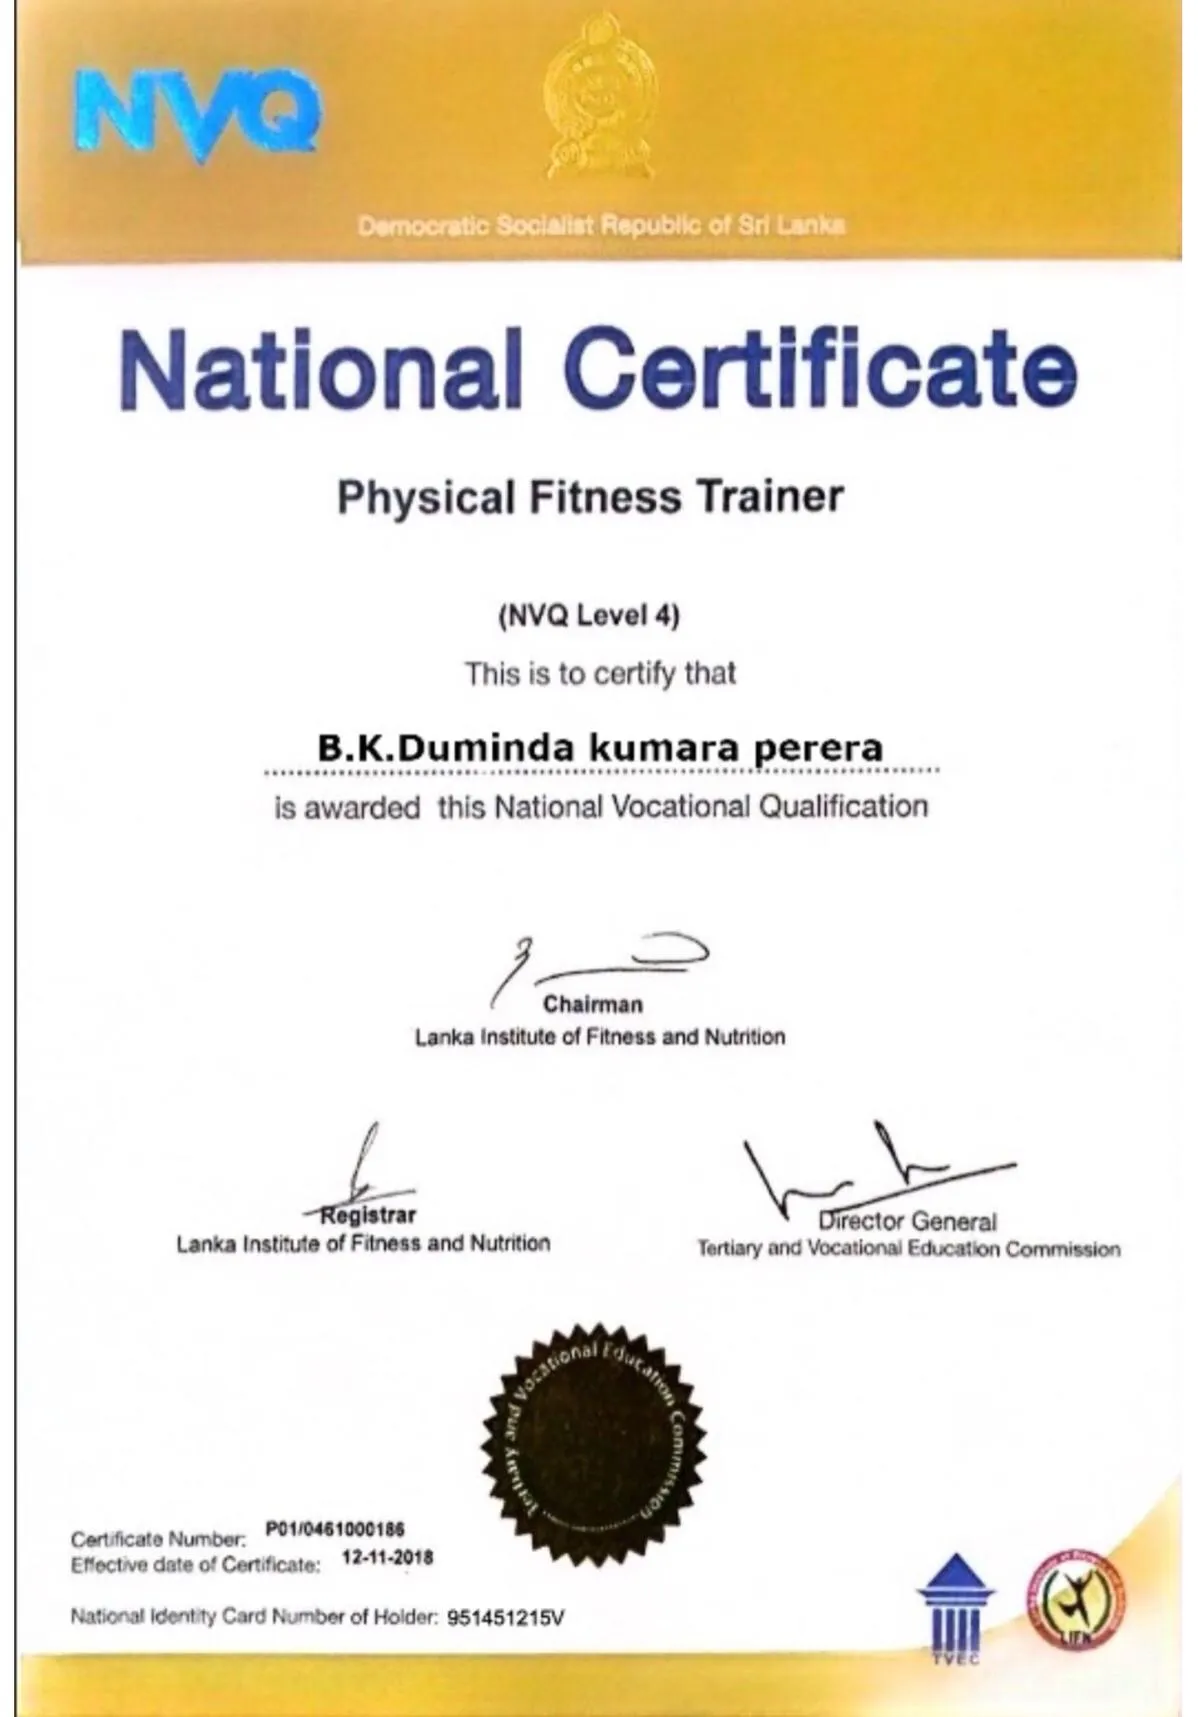 NVQ
Democratic Socialist Republic of Sri Lanka
National Certificate
Physical Fitness Trainer
(NVQ Level 4)
This is to certify that
B.K.Duminda kumara perera
is awarded this National Vocational Qualification
Chairman
Lanka Institute of Fitness and Nutrition
Registrar
Lanka Institute of Fitness and Nutrition
Director General
Tertiary and Vocational Education Commission
Tertiary and Vocational Education Commission
Certificate Number: P01/0461000186
Effective date of Certificate: 12-11-2018
National Identity Card Number of Holder: 951451215V
TVEC
LIFN